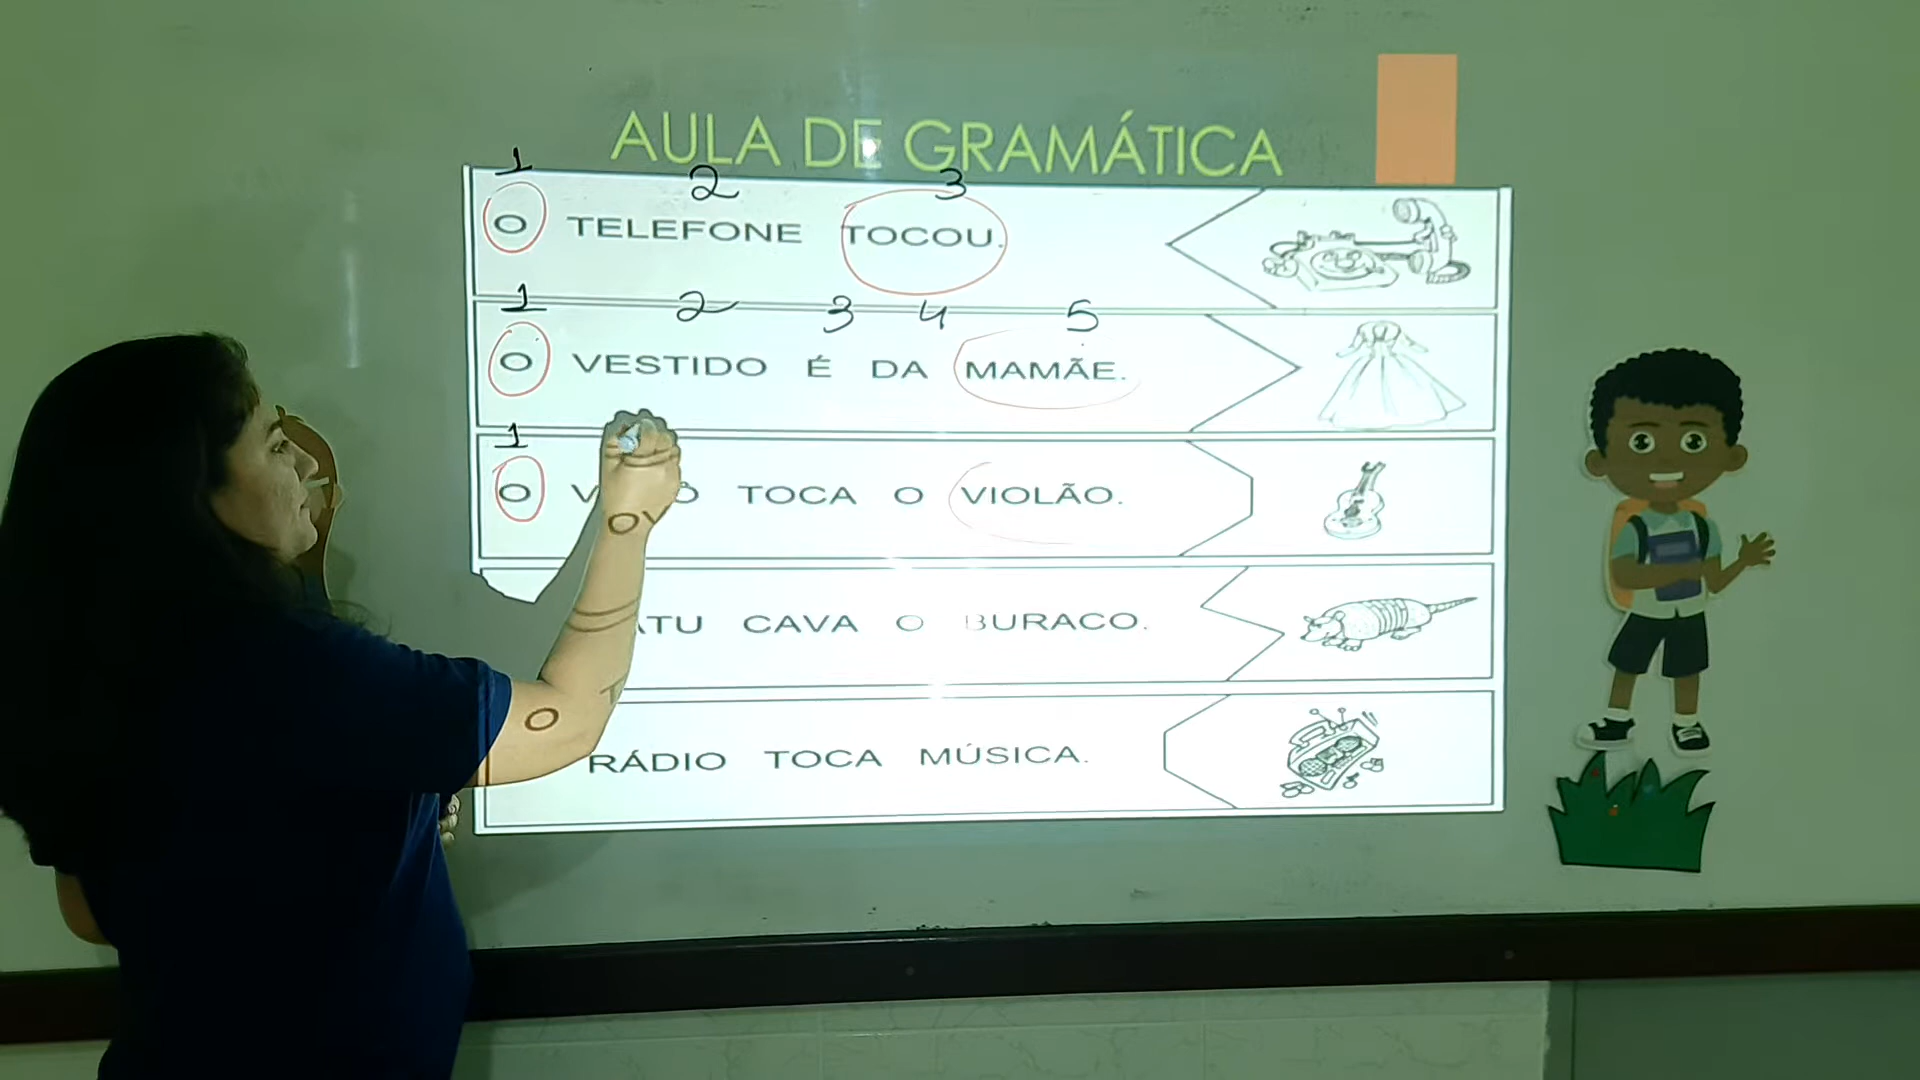 AULA DE GRAMÁTICA
1 2 3
O TELEFONE TOCOU.
1 2 3 4 5
O VESTIDO É DA MAMÃE.
1
O TOCA O VIOLÃO.
O CAVA O BURACO.
RÁDIO TOCA MÚSICA.